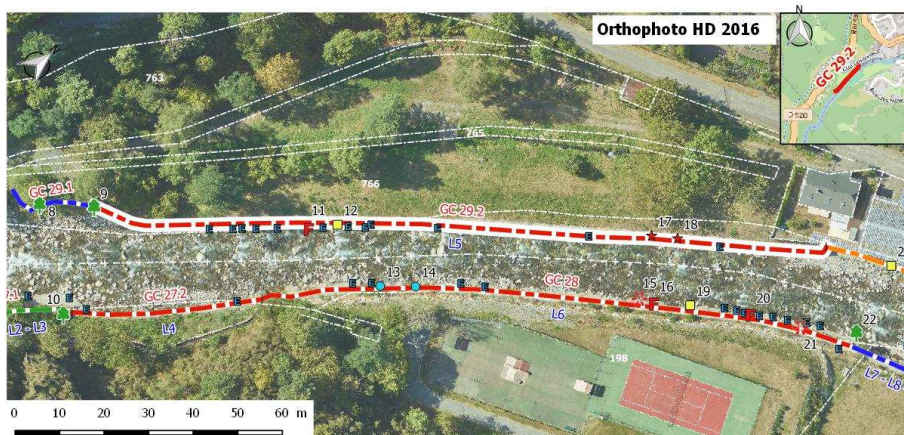 Orthophoto HD 2016
N
GC 29.2
D 520
763
765
766
GC 29.1
8
9
11
12
GC 29.2
L5
17
18
13
14
10
GC 27.2
L2 - L3
L4
GC 28
L6
15
16
19
20
21
22
L7 - L8
198
0 10 20 30 40 50 60 m